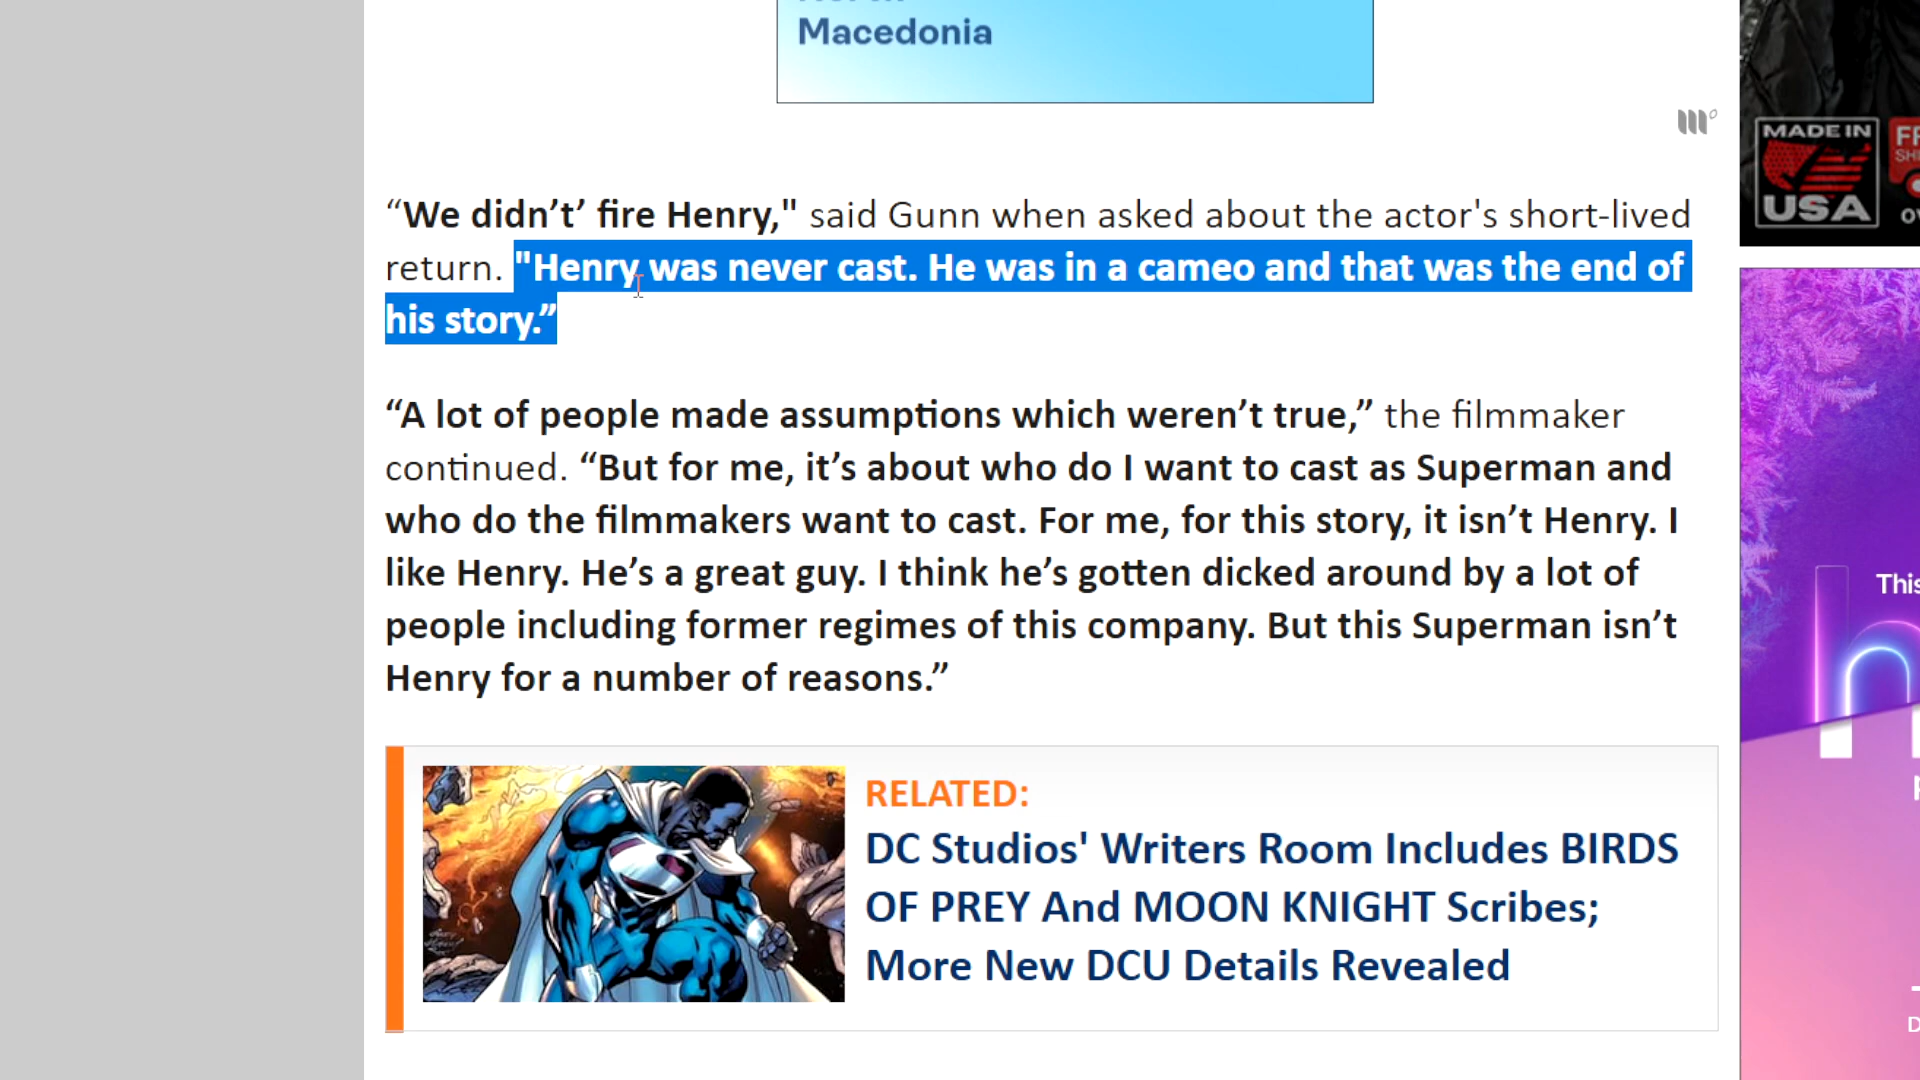 Macedonia
MADE IN
USA
“We didn’t’ fire Henry," said Gunn when asked about the actor's short-lived
return. "Henry was never cast. He was in a cameo and that was the end of
his story.”
“A lot of people made assumptions which weren’t true,” the filmmaker
continued. “But for me, it’s about who do I want to cast as Superman and
who do the filmmakers want to cast. For me, for this story, it isn’t Henry. I
like Henry. He’s a great guy. I think he’s gotten dicked around by a lot of
people including former regimes of this company. But this Superman isn’t
Henry for a number of reasons.”
This
RELATED:
DC Studios' Writers Room Includes BIRDS
OF PREY And MOON KNIGHT Scribes;
More New DCU Details Revealed